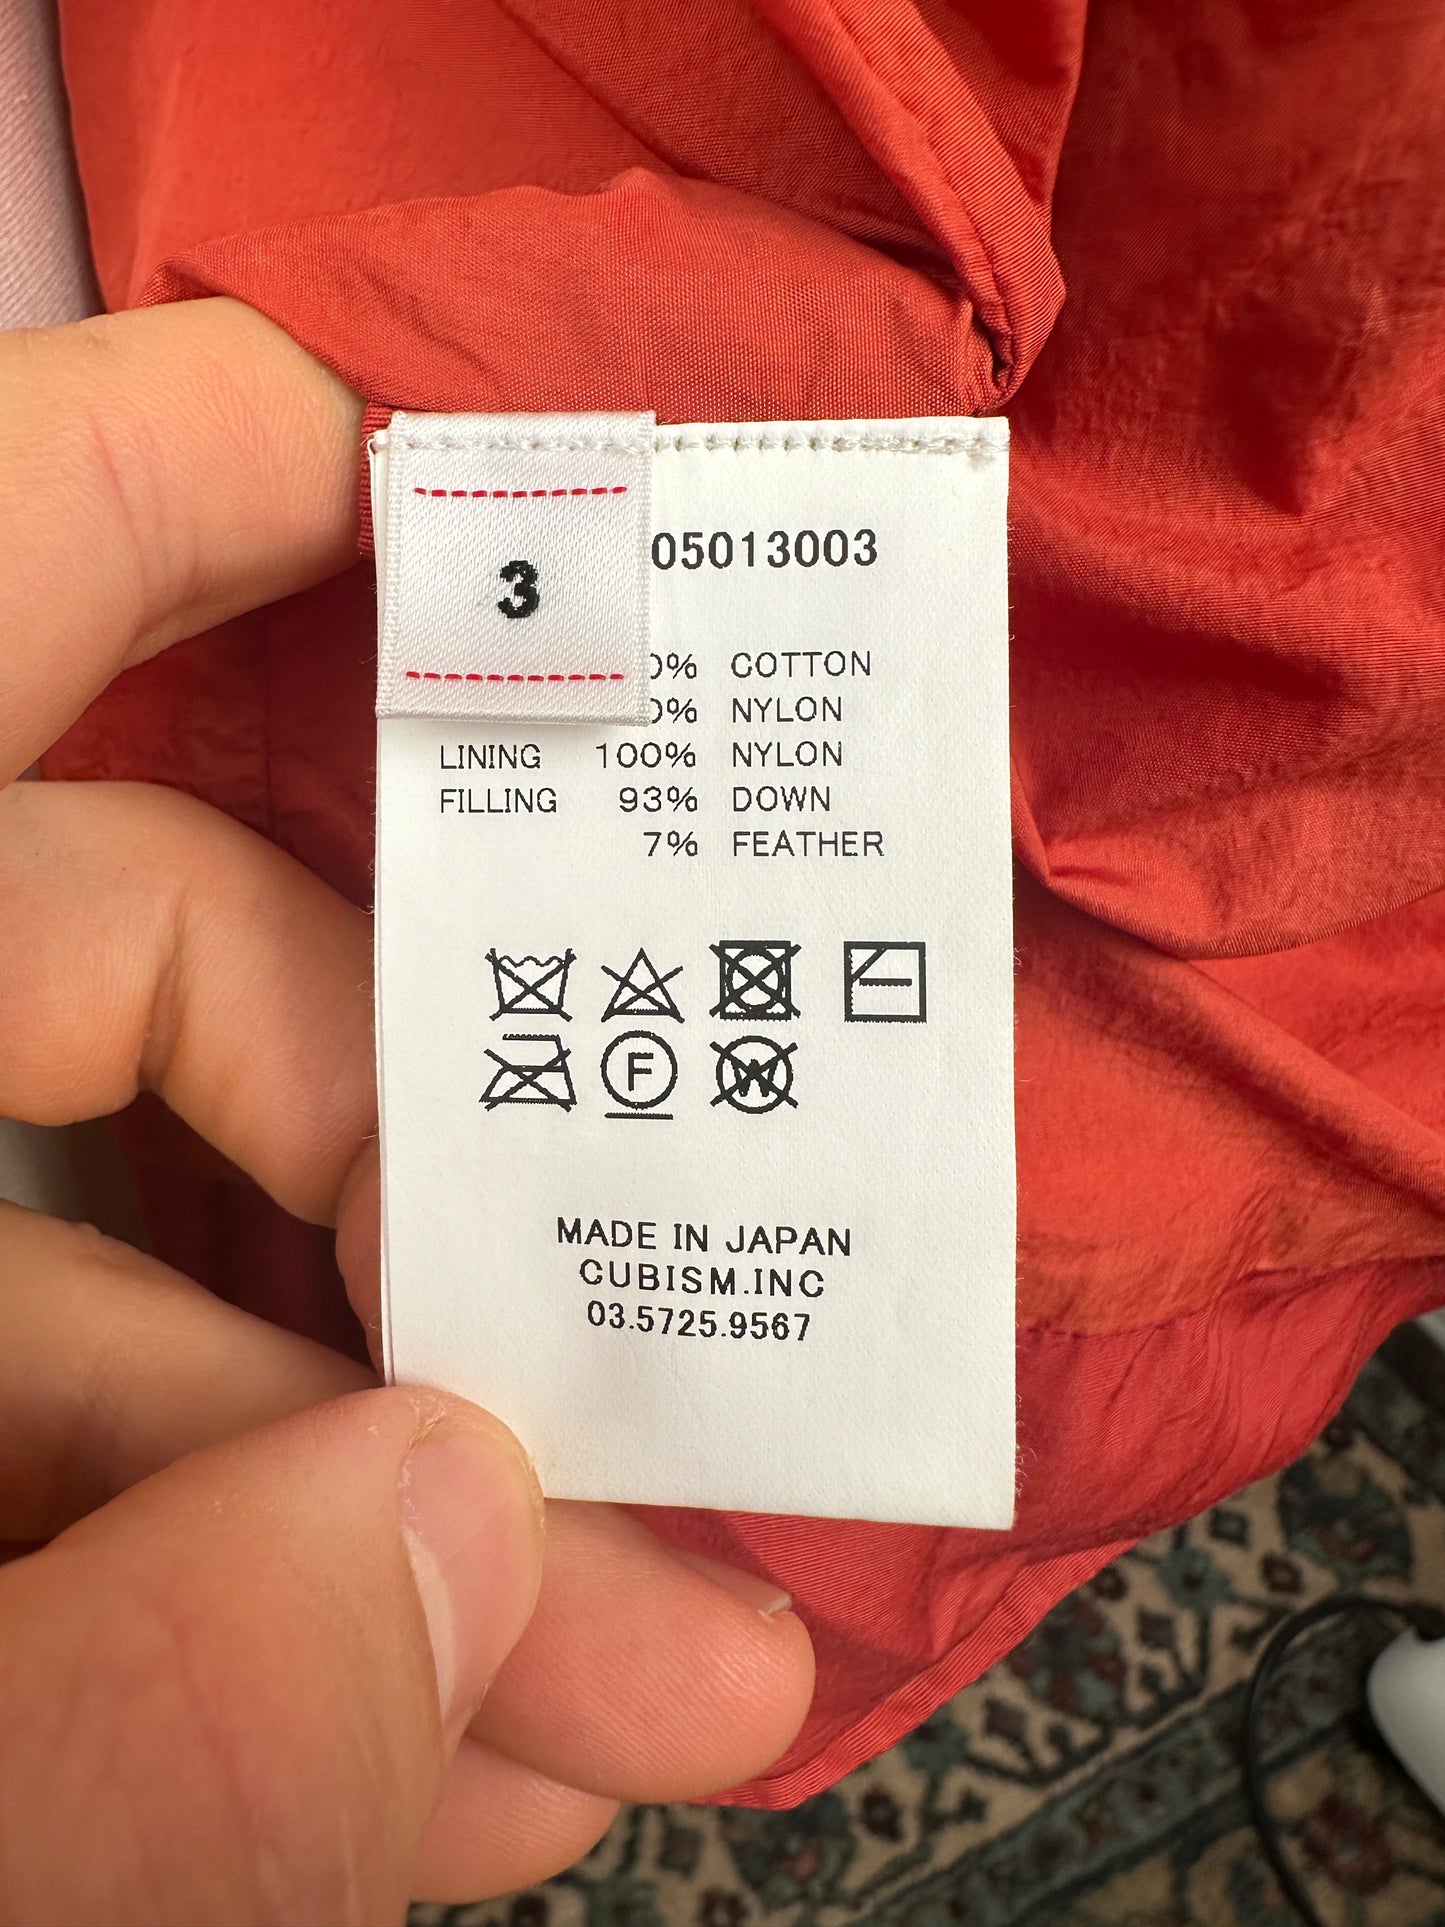 3
05013003
0% COTTON
0% NYLON
LINING 100% NYLON
FILLING 93% DOWN
7% FEATHER
F
W
MADE IN JAPAN
CUBISM.INC
03.5725.9567